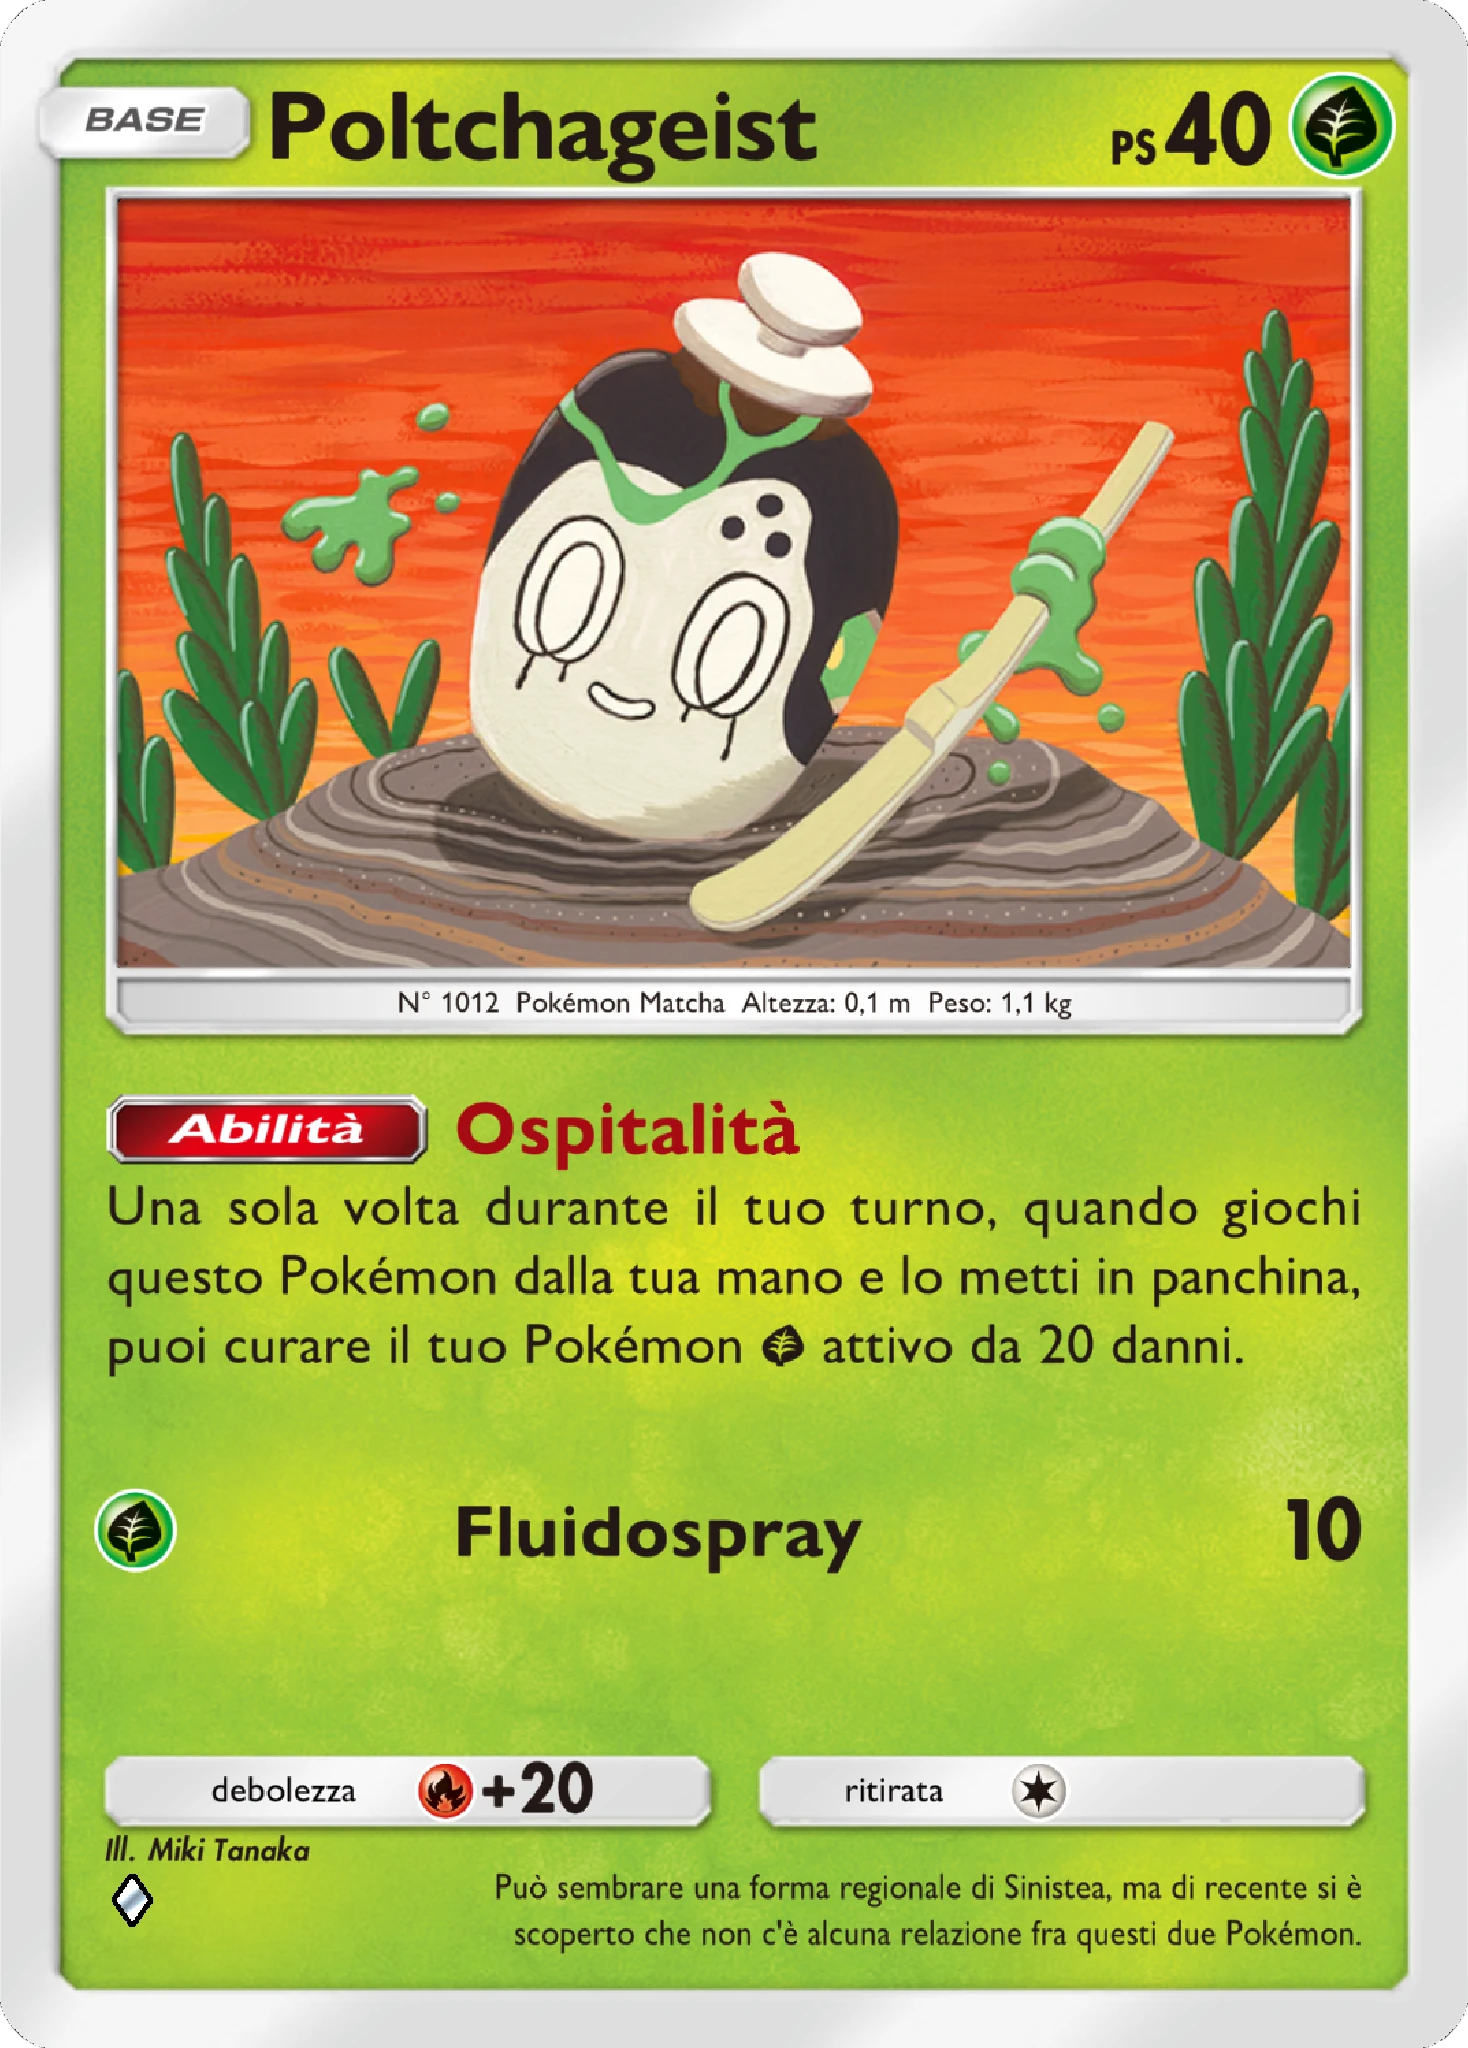 BASE Poltchageist PS 40
N° 1012 Pokémon Matcha Altezza: 0,1 m Peso: 1,1 kg
Abilità Ospitalità
Una sola volta durante il tuo turno, quando giochi
questo Pokémon dalla tua mano e lo metti in panchina,
puoi curare il tuo Pokémon attivo da 20 danni.
Fluidospray 10
debolezza +20 ritirata
Ill. Miki Tanaka
Può sembrare una forma regionale di Sinistea, ma di recente si è
scoperto che non c'è alcuna relazione fra questi due Pokémon.